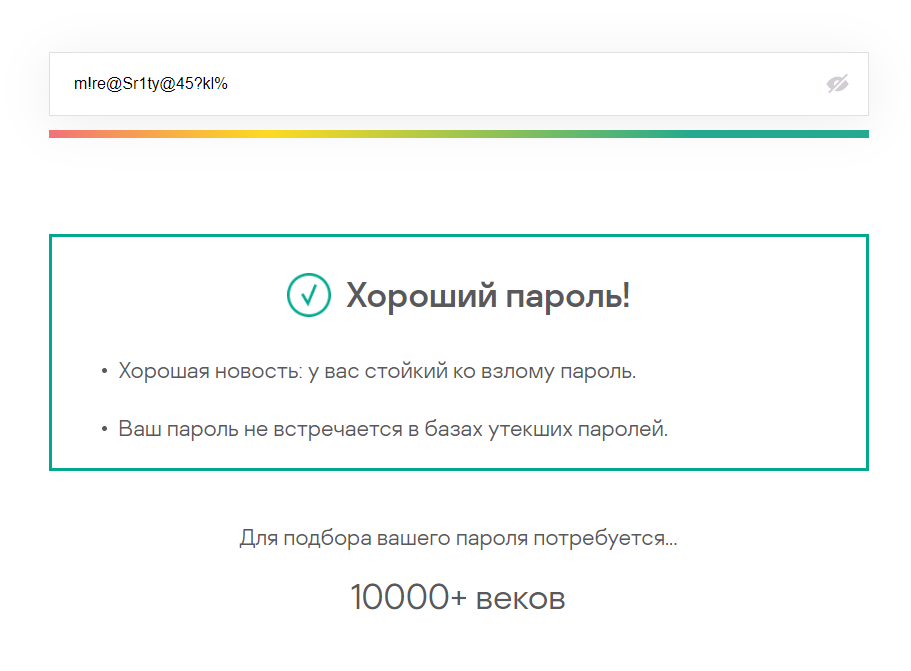 m!re@Sr1ty@45?kl%
Хороший пароль!
• Хорошая новость: у вас стойкий ко взлому пароль.
• Ваш пароль не встречается в базах утекших паролей.
Для подбора вашего пароля потребуется...
10000+ веков